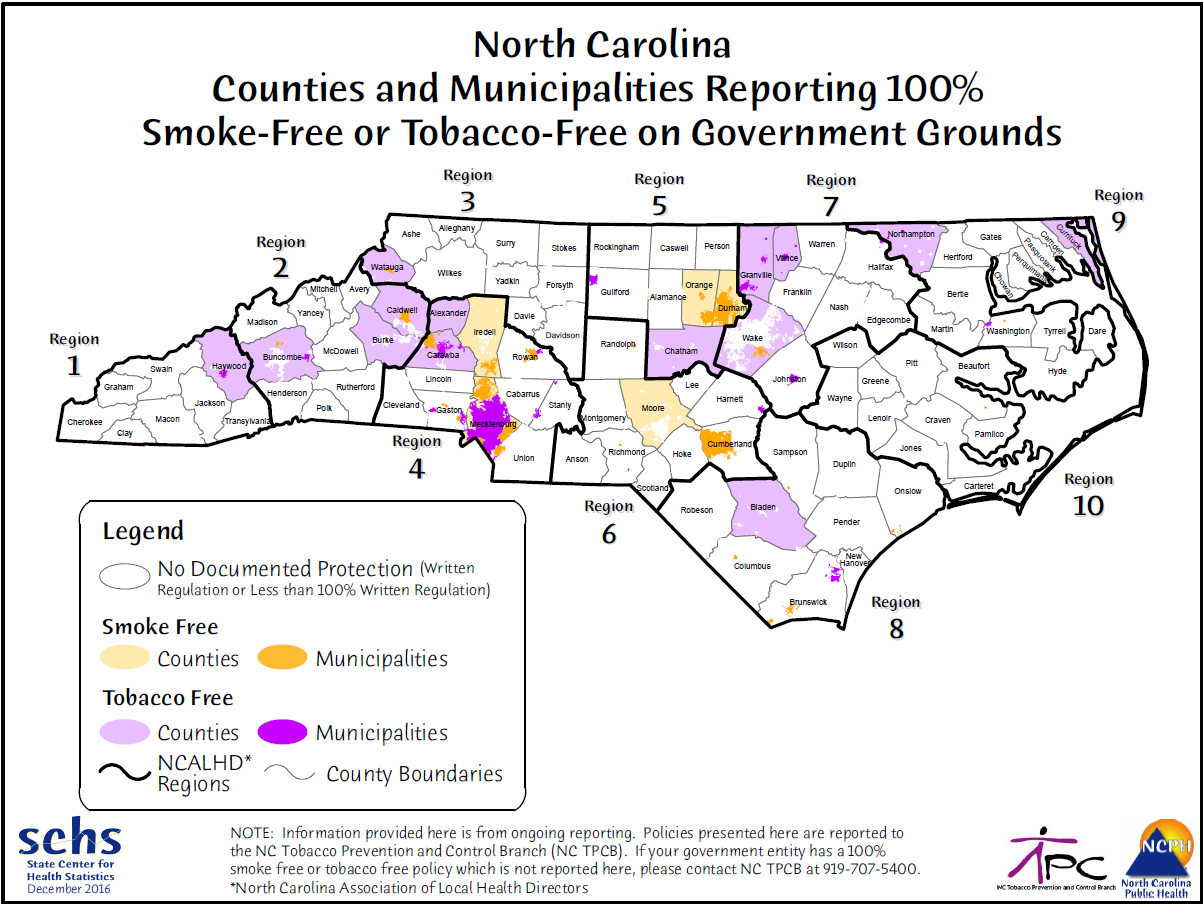 North Carolina
Counties and Municipalities Reporting 100%
Smoke-Free or Tobacco-Free on Government Grounds
Region
3
Region
5
Region
7
Region
9
Region
2
Region
1
Region
4
Region
6
Region
8
Region
10
Ashe
Alleghany
Surry
Stokes
Rockingham
Caswell
Person
Granville
Vance
Warren
Northampton
Halifax
Gates
Hertford
Camden
Currituck
Pasquotank
Perquimans
Chowan
Watauga
Wilkes
Yadkin
Forsyth
Guilford
Alamance
Orange
Durham
Franklin
Nash
Edgecombe
Bertie
Martin
Washington
Tyrrell
Dare
Mitchell
Avery
Caldwell
Alexander
Iredell
Davie
Davidson
Randolph
Chatham
Wake
Wilson
Pitt
Beaufort
Hyde
Madison
Yancey
Burke
Catawba
Rowan
Swain
Haywood
Buncombe
McDowell
Lincoln
Cabarrus
Stanly
Montgomery
Moore
Lee
Harnett
Johnston
Wayne
Greene
Lenoir
Craven
Pamlico
Graham
Jackson
Henderson
Rutherford
Polk
Cleveland
Gaston
Mecklenburg
Cherokee
Clay
Macon
Transylvania
Union
Anson
Richmond
Scotland
Hoke
Cumberland
Sampson
Duplin
Jones
Carteret
Onslow
Robeson
Bladen
Pender
Columbus
New
Hanover
Brunswick
Legend
No Documented Protection (Written
Regulation or Less than 100% Written Regulation)
Smoke Free
Counties
Municipalities
Tobacco Free
Counties
Municipalities
NCALHD*
Regions
County Boundaries
schs
State Center for
Health Statistics
December 2016
NOTE: Information provided here is from ongoing reporting. Policies presented here are reported to
the NC Tobacco Prevention and Control Branch (NC TPCB). If your government entity has a 100%
smoke free or tobacco free policy which is not reported here, please contact NC TPCB at 919-707-5400.
*North Carolina Association of Local Health Directors
TPC
NC Tobacco Prevention and Control Branch
NCPH
North Carolina
Public Health